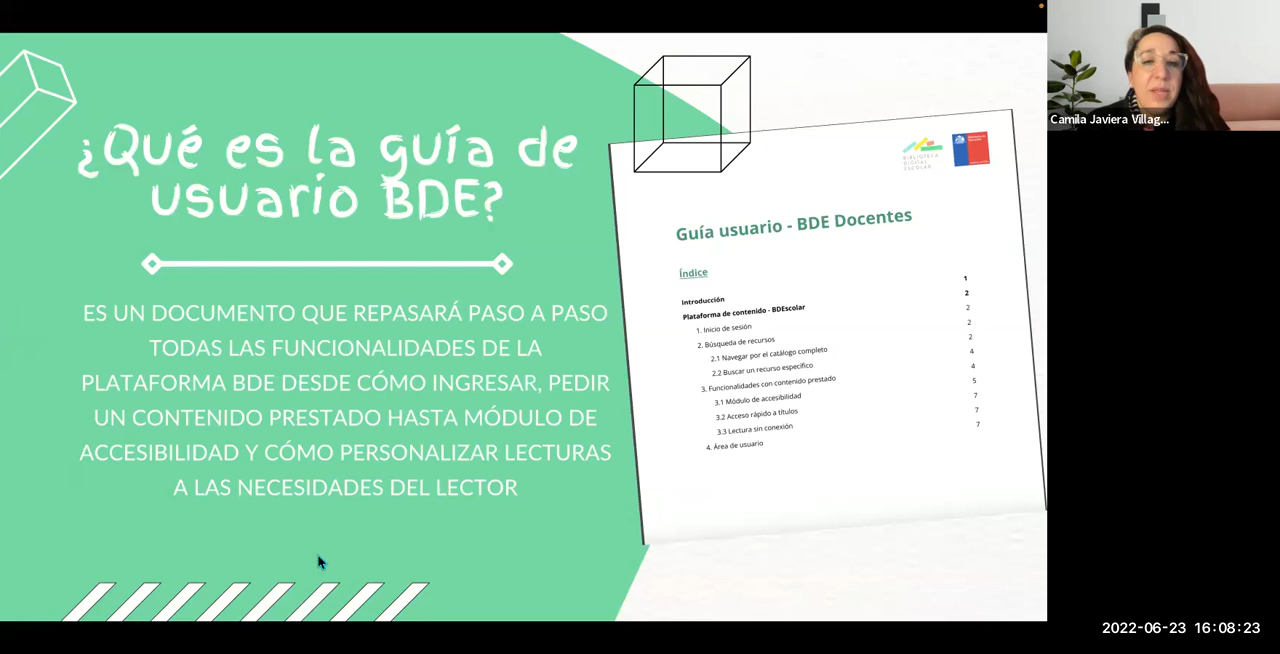 ¿Qué es la guía de
usuario BDE?
ES UN DOCUMENTO QUE REPASARÁ PASO A PASO
TODAS LAS FUNCIONALIDADES DE LA
PLATAFORMA BDE DESDE CÓMO INGRESAR, PEDIR
UN CONTENIDO PRESTADO HASTA MÓDULO DE
ACCESIBILIDAD Y CÓMO PERSONALIZAR LECTURAS
A LAS NECESIDADES DEL LECTOR
BIBLIOTECA
DIGITAL
ESCOLAR
Guía usuario - BDE Docentes
Índice
Introducción 1
Plataforma de contenido - BDEscolar 2
1. Inicio de sesión 2
2. Búsqueda de recursos 2
2.1 Navegar por el catálogo completo 2
2.2 Buscar un recurso específico 4
3. Funcionalidades con contenido prestado 4
3.1 Módulo de accesibilidad 5
3.2 Acceso rápido a títulos 7
3.3 Lectura sin conexión 7
4. Área de usuario 7
Camila Javiera Villag...
2022-06-23 16:08:23